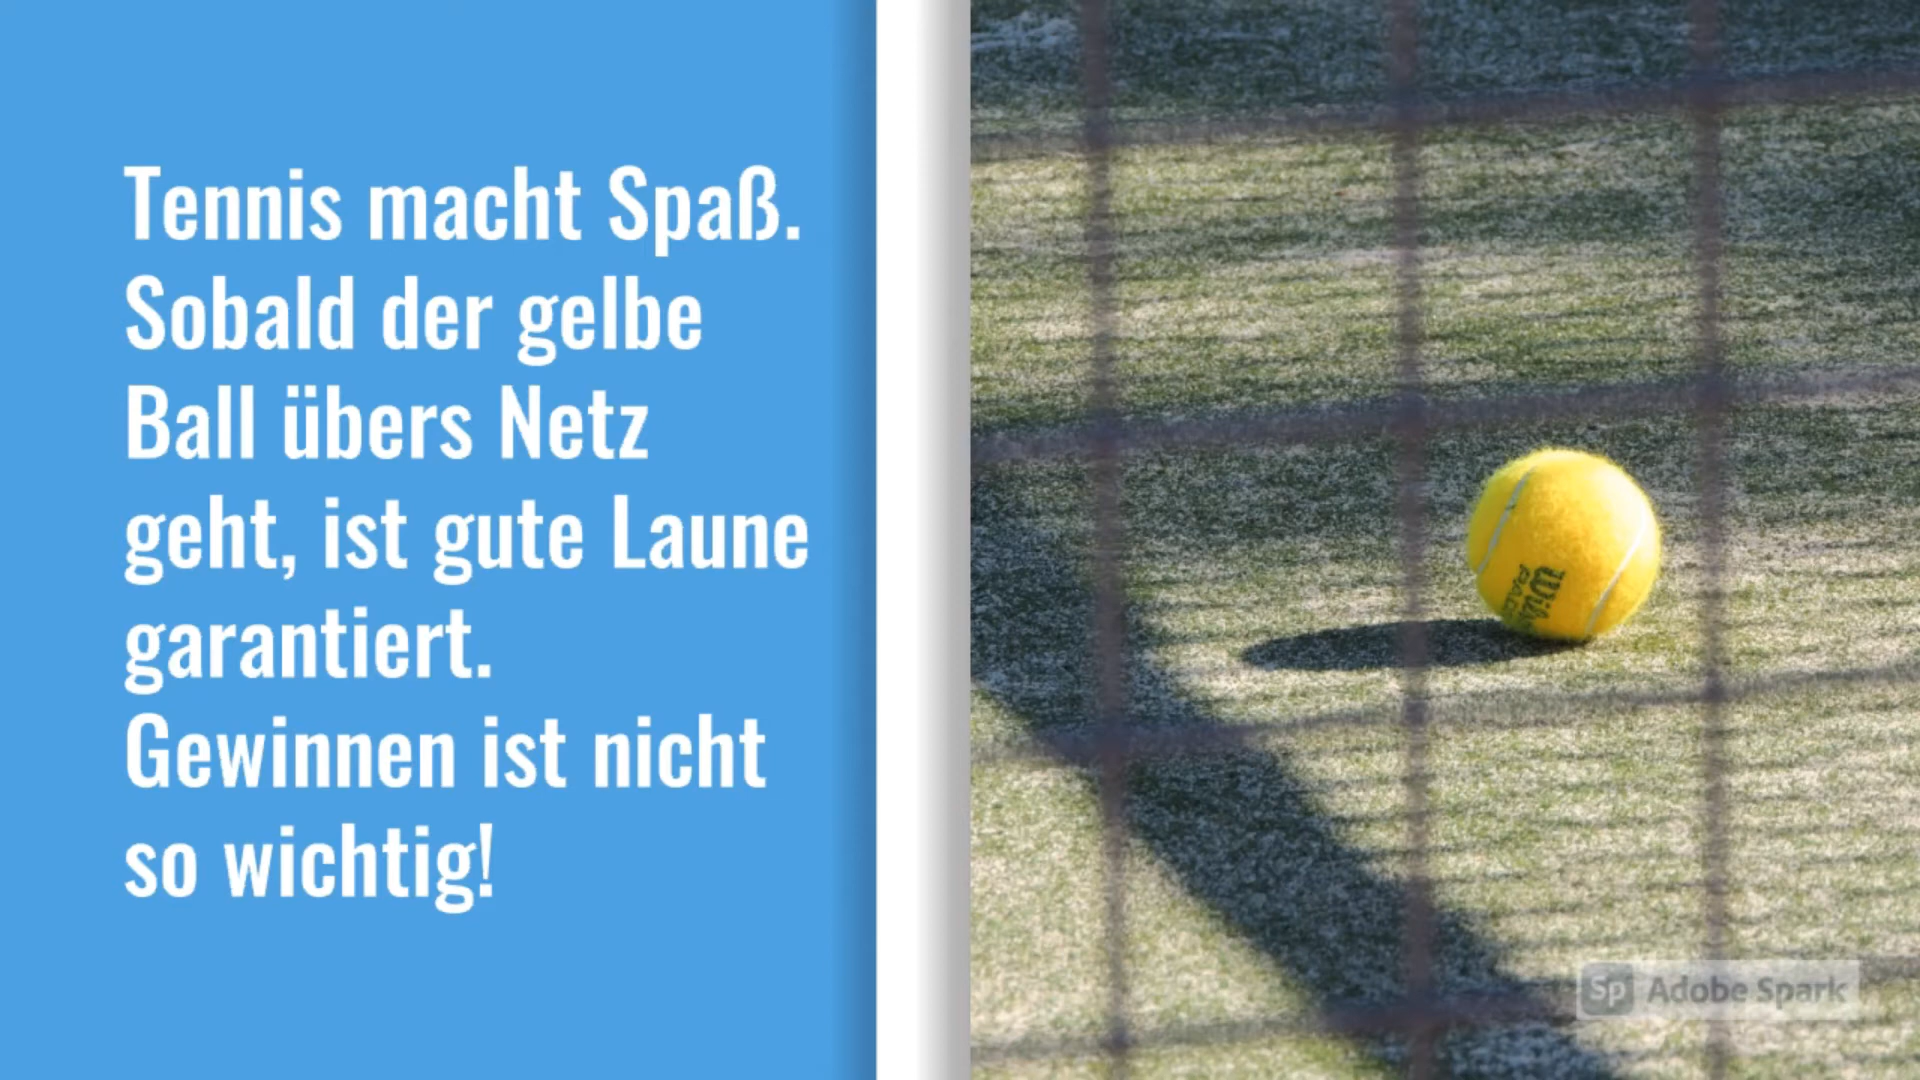 Tennis macht Spaß.
Sobald der gelbe
Ball übers Netz
geht, ist gute Laune
garantiert.
Gewinnen ist nicht
so wichtig!
Sp Adobe Spark